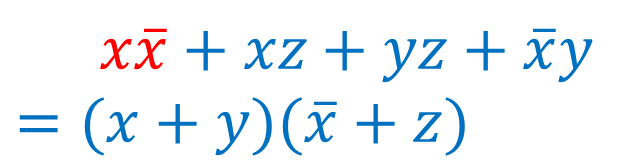 xx̄ + xz + yz + x̄y
= (x + y)(x̄ + z)